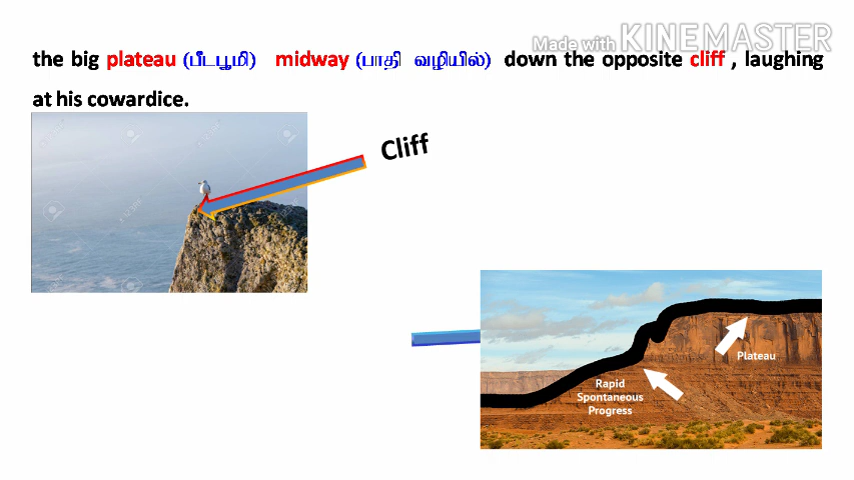 Made with KINEMASTER
the big plateau (பீடபூமி) midway (பாதி வழியில்) down the opposite cliff , laughing
at his cowardice.
Cliff
Plateau
Rapid
Spontaneous
Progress